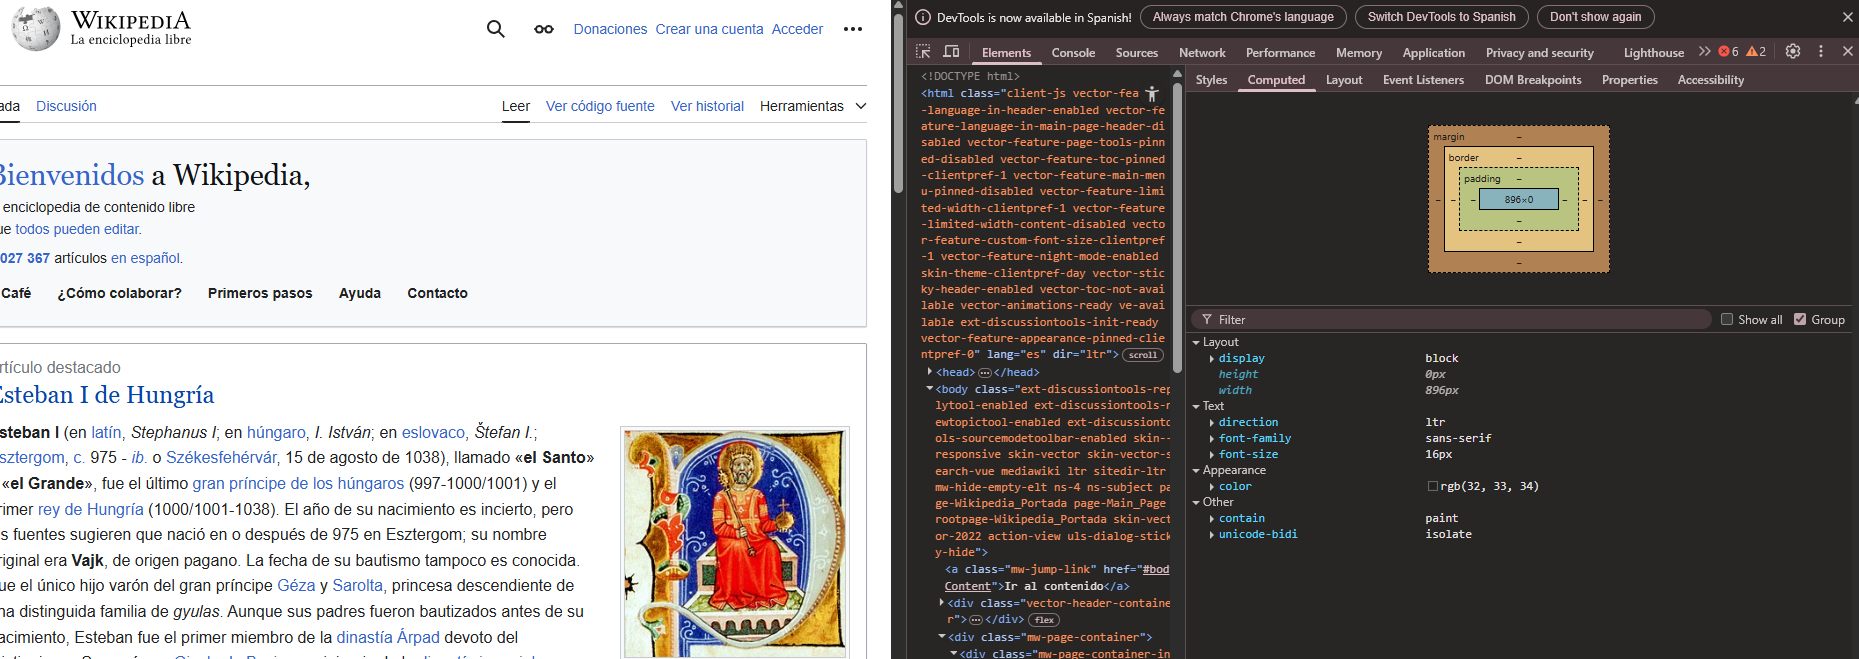 WIKIPEDIA
La enciclopedia libre
Donaciones Crear una cuenta Acceder
ada Discusión
Leer Ver código fuente Ver historial Herramientas
Bienvenidos a Wikipedia,
enciclopedia de contenido libre
ue todos pueden editar.
027 367 artículos en español.
Café ¿Cómo colaborar? Primeros pasos Ayuda Contacto
rtículo destacado
Esteban I de Hungría
steban I (en latín, Stephanus I; en húngaro, I. István; en eslovaco, Štefan I.;
sztergom, c. 975 - ib. o Székesfehérvár, 15 de agosto de 1038), llamado «el Santo»
«el Grande», fue el último gran príncipe de los húngaros (997-1000/1001) y el
rimer rey de Hungría (1000/1001-1038). El año de su nacimiento es incierto, pero
s fuentes sugieren que nació en o después de 975 en Esztergom; su nombre
riginal era Vajk, de origen pagano. La fecha de su bautismo tampoco es conocida.
ue el único hijo varón del gran príncipe Géza y Sarolta, princesa descendiente de
na distinguida familia de gyulas. Aunque sus padres fueron bautizados antes de su
acimiento, Esteban fue el primer miembro de la dinastía Árpad devoto del
DevTools is now available in Spanish! Always match Chrome's language Switch DevTools to Spanish Don't show again
Elements Console Sources Network Performance Memory Application Privacy and security Lighthouse 6 2
<!DOCTYPE html>
<html class="client-js vector-fea
-language-in-header-enabled vector-fe
ature-language-in-main-page-header-di
sabled vector-feature-page-tools-pinn
ed-disabled vector-feature-toc-pinned
-clientpref-1 vector-feature-main-men
u-pinned-disabled vector-feature-limi
ted-width-clientpref-1 vector-feature
-limited-width-content-disabled vecto
r-feature-custom-font-size-clientpref
-1 vector-feature-night-mode-enabled
skin-theme-clientpref-day vector-stic
ky-header-enabled vector-toc-not-avai
lable vector-animations-ready ve-avai
lable ext-discussiontools-init-ready
vector-feature-appearance-pinned-clie
ntpref-0" lang="es" dir="ltr"> scroll
<head> </head>
<body class="ext-discussiontools-rep
lytool-enabled ext-discussiontools-n
ewtopictool-enabled ext-discussionto
ols-sourcemodetoolbar-enabled skin--
responsive skin-vector skin-vector-s
earch-vue mediawiki ltr sitedir-ltr
mw-hide-empty-elt ns-4 ns-subject pa
ge-Wikipedia_Portada page-Main_Page
rootpage-Wikipedia_Portada skin-vect
or-2022 action-view uls-dialog-stick
y-hide">
<a class="mw-jump-link" href="#bod
Content">Ir al contenido</a>
<div class="vector-header-containe
r"> </div> flex
<div class="mw-page-container">
<div class="mw-page-container-in
Styles Computed Layout Event Listeners DOM Breakpoints Properties Accessibility
margin –
border –
padding –
– – – 896×0 – – –
–
–
–
Filter Show all Group
Layout
display block
height 0px
width 896px
Text
direction ltr
font-family sans-serif
font-size 16px
Appearance
color rgb(32, 33, 34)
Other
contain paint
unicode-bidi isolate